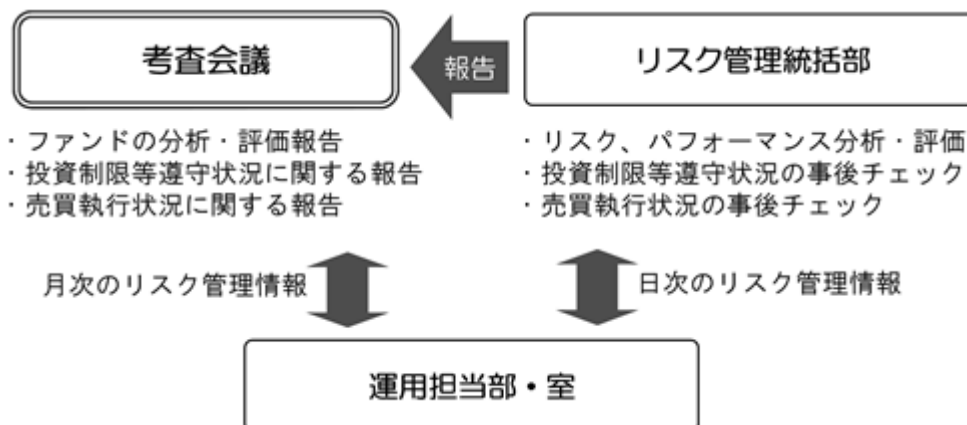 考査会議
報告
リスク管理統括部
・ファンドの分析・評価報告
・投資制限等遵守状況に関する報告
・売買執行状況に関する報告
・リスク、パフォーマンス分析・評価
・投資制限等遵守状況の事後チェック
・売買執行状況の事後チェック
月次のリスク管理情報
日次のリスク管理情報
運用担当部・室